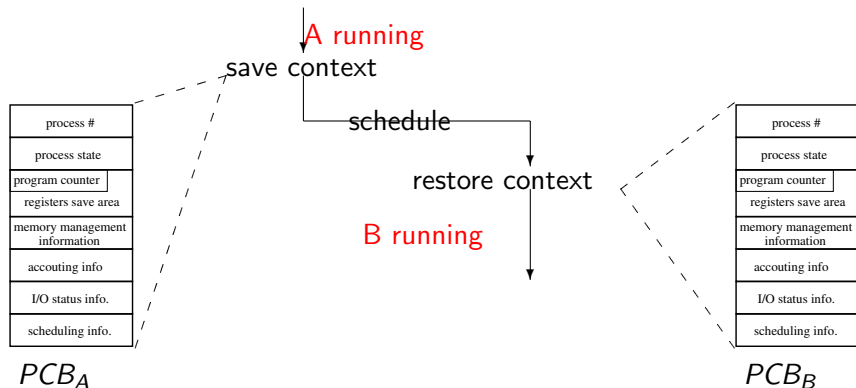 A running
save context
schedule
restore context
B running
process #
process state
program counter
registers save area
memory management
information
accouting info
I/O status info.
scheduling info.
PCB_A
process #
process state
program counter
registers save area
memory management
information
accouting info
I/O status info.
scheduling info.
PCB_B